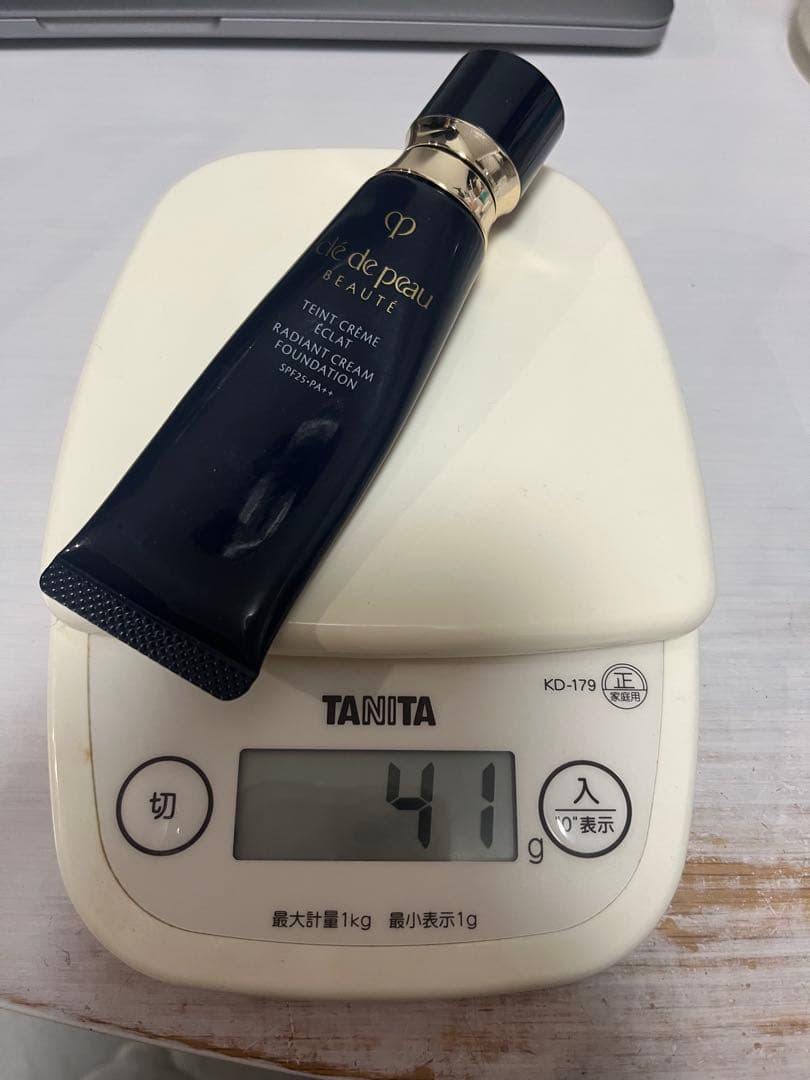 clé de peau
BEAUTÉ
TEINT CRÈME
ÉCLAT
RADIANT CREAM
FOUNDATION
SPF25・PA++
TANITA
KD-179
正
家庭用
切
41 g
入
"0"表示
最大計量1kg 最小表示1g